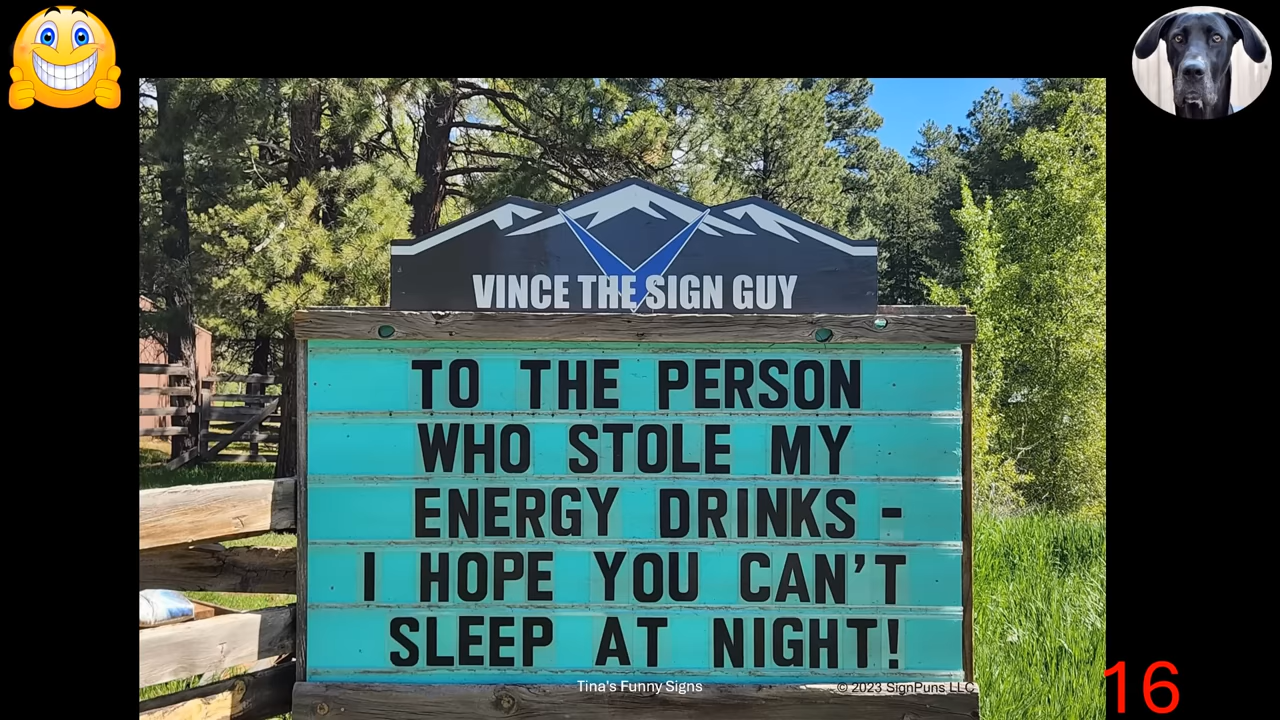 VINCE THE SIGN GUY
TO THE PERSON
WHO STOLE MY
ENERGY DRINKS -
I HOPE YOU CAN'T
SLEEP AT NIGHT!
Tina's Funny Signs
© 2023 SignPuns LLC
16